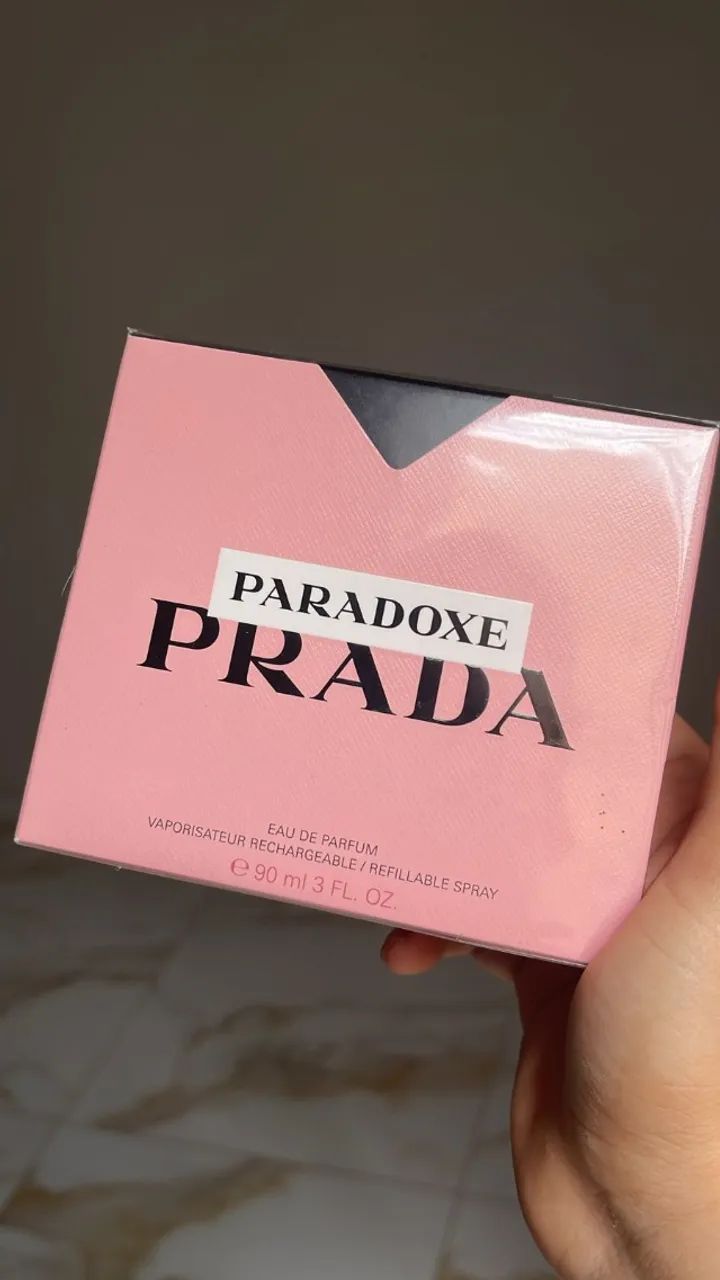 PARADOXE
PRADA
EAU DE PARFUM
VAPORISATEUR RECHARGEABLE / REFILLABLE SPRAY
℮ 90 ml 3 FL. OZ.